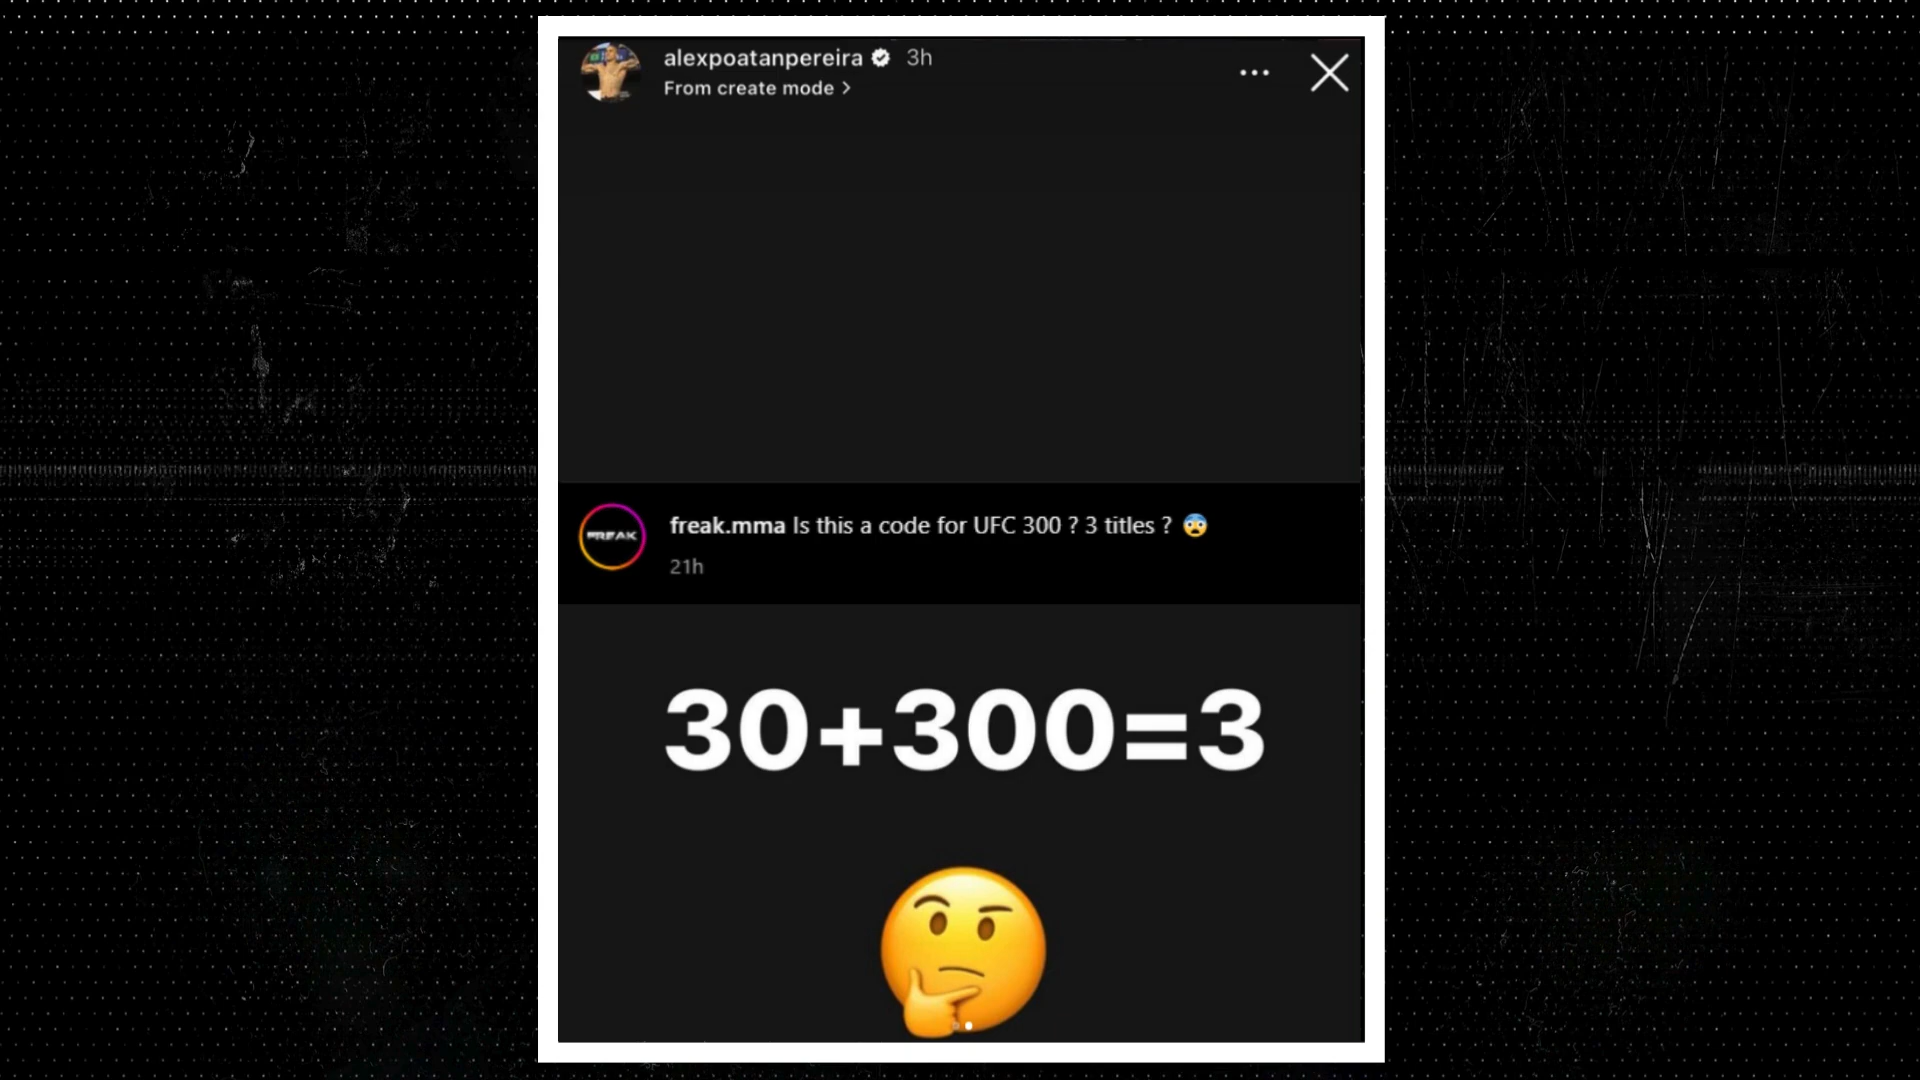 alexpoatanpereira 3h
From create mode >
freak.mma Is this a code for UFC 300 ? 3 titles ? 😨
FREAK
21h
30+300=3
🤔